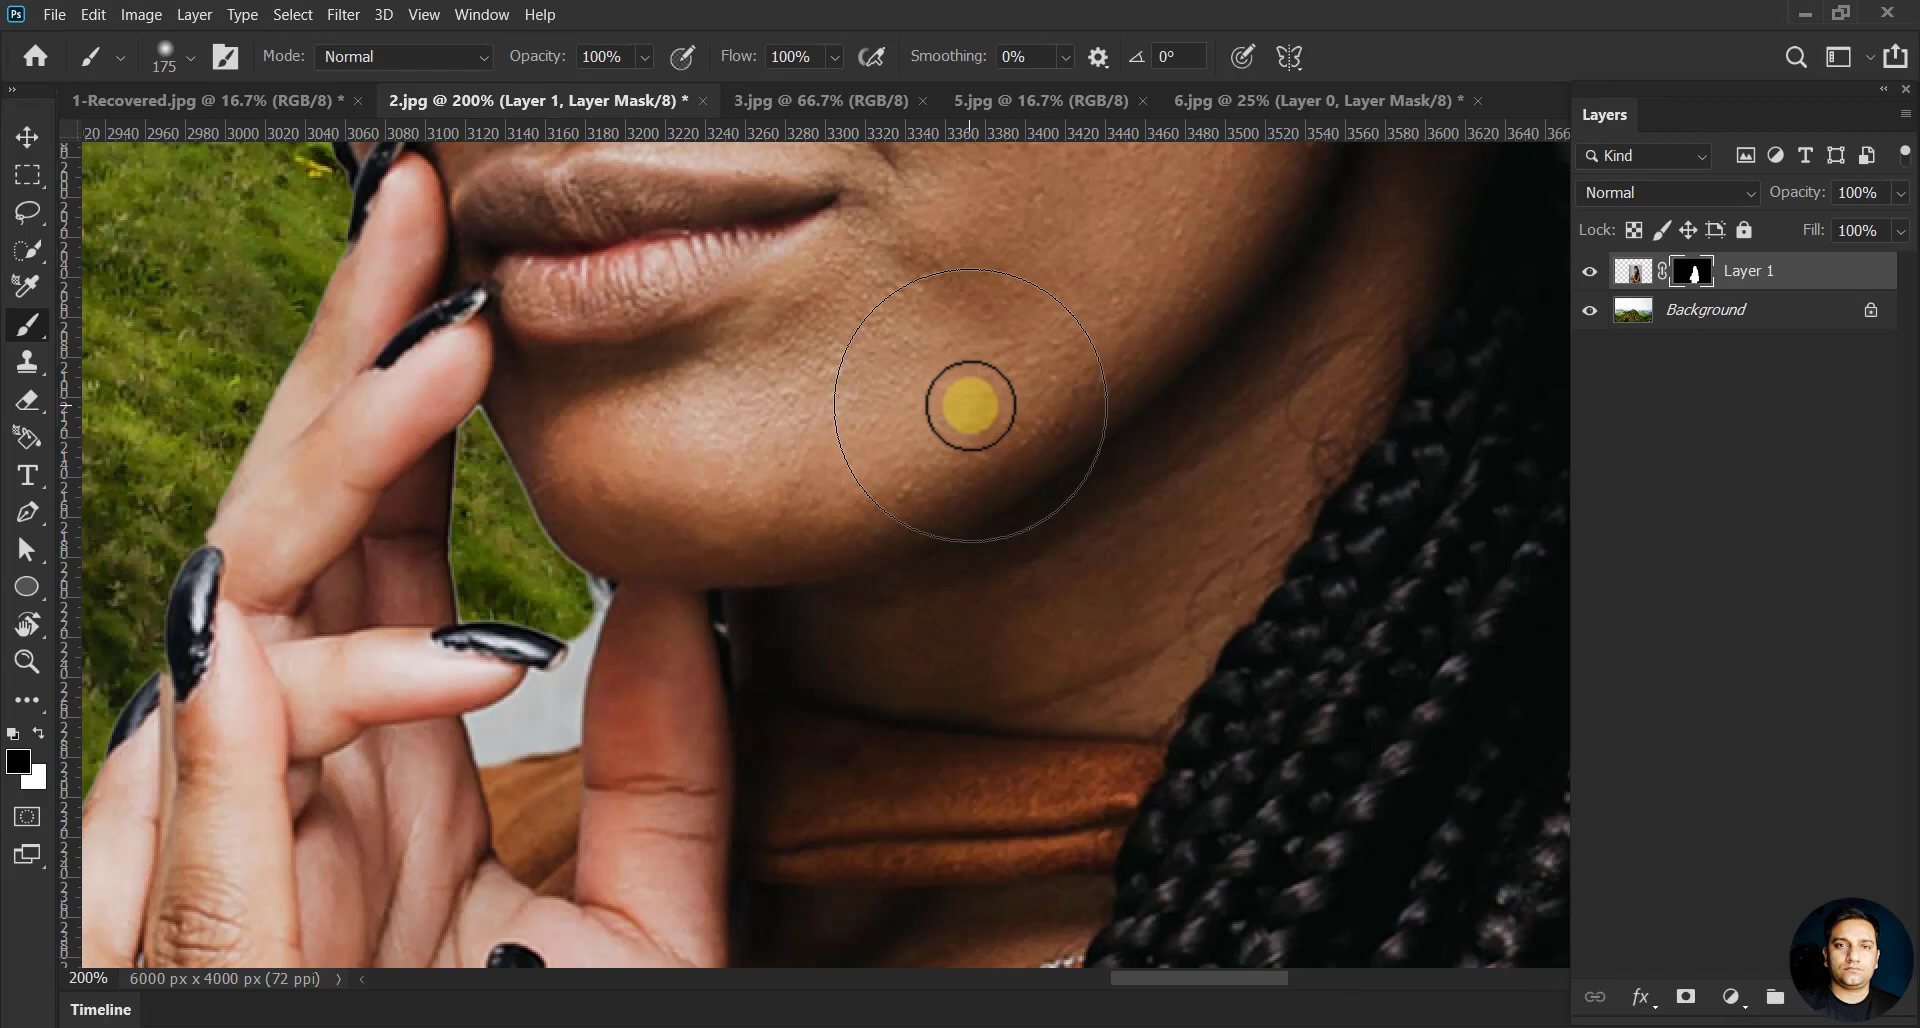 Ps File Edit Image Layer Type Select Filter 3D View Window Help
175 Mode: Normal Opacity: 100% Flow: 100% Smoothing: 0% 0°
1-Recovered.jpg @ 16.7% (RGB/8) * × 2.jpg @ 200% (Layer 1, Layer Mask/8) * × 3.jpg @ 66.7% (RGB/8) × 5.jpg @ 16.7% (RGB/8) × 6.jpg @ 25% (Layer 0, Layer Mask/8) * ×
20 2940 2960 2980 3000 3020 3040 3060 3080 3100 3120 3140 3160 3180 3200 3220 3240 3260 3280 3300 3320 3340 3360 3380 3400 3420 3440 3460 3480 3500 3520 3540 3560 3580 3600 3620 3640 366
Layers
Kind
Normal Opacity: 100%
Lock: Fill: 100%
Layer 1
Background
200% 6000 px x 4000 px (72 ppi)
fx
Timeline